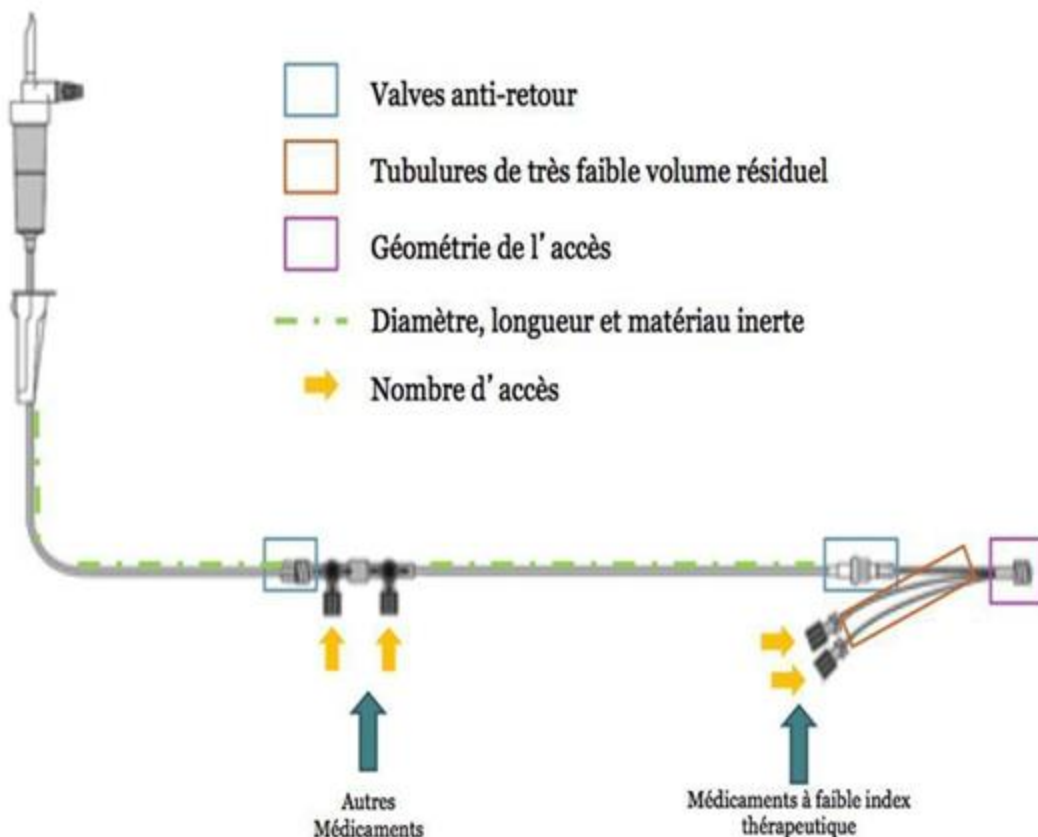 Valves anti-retour
Tubulures de très faible volume résiduel
Géométrie de l' accès
Diamètre, longueur et matériau inerte
Nombre d' accès
Autres
Médicaments
Médicaments à faible index
thérapeutique